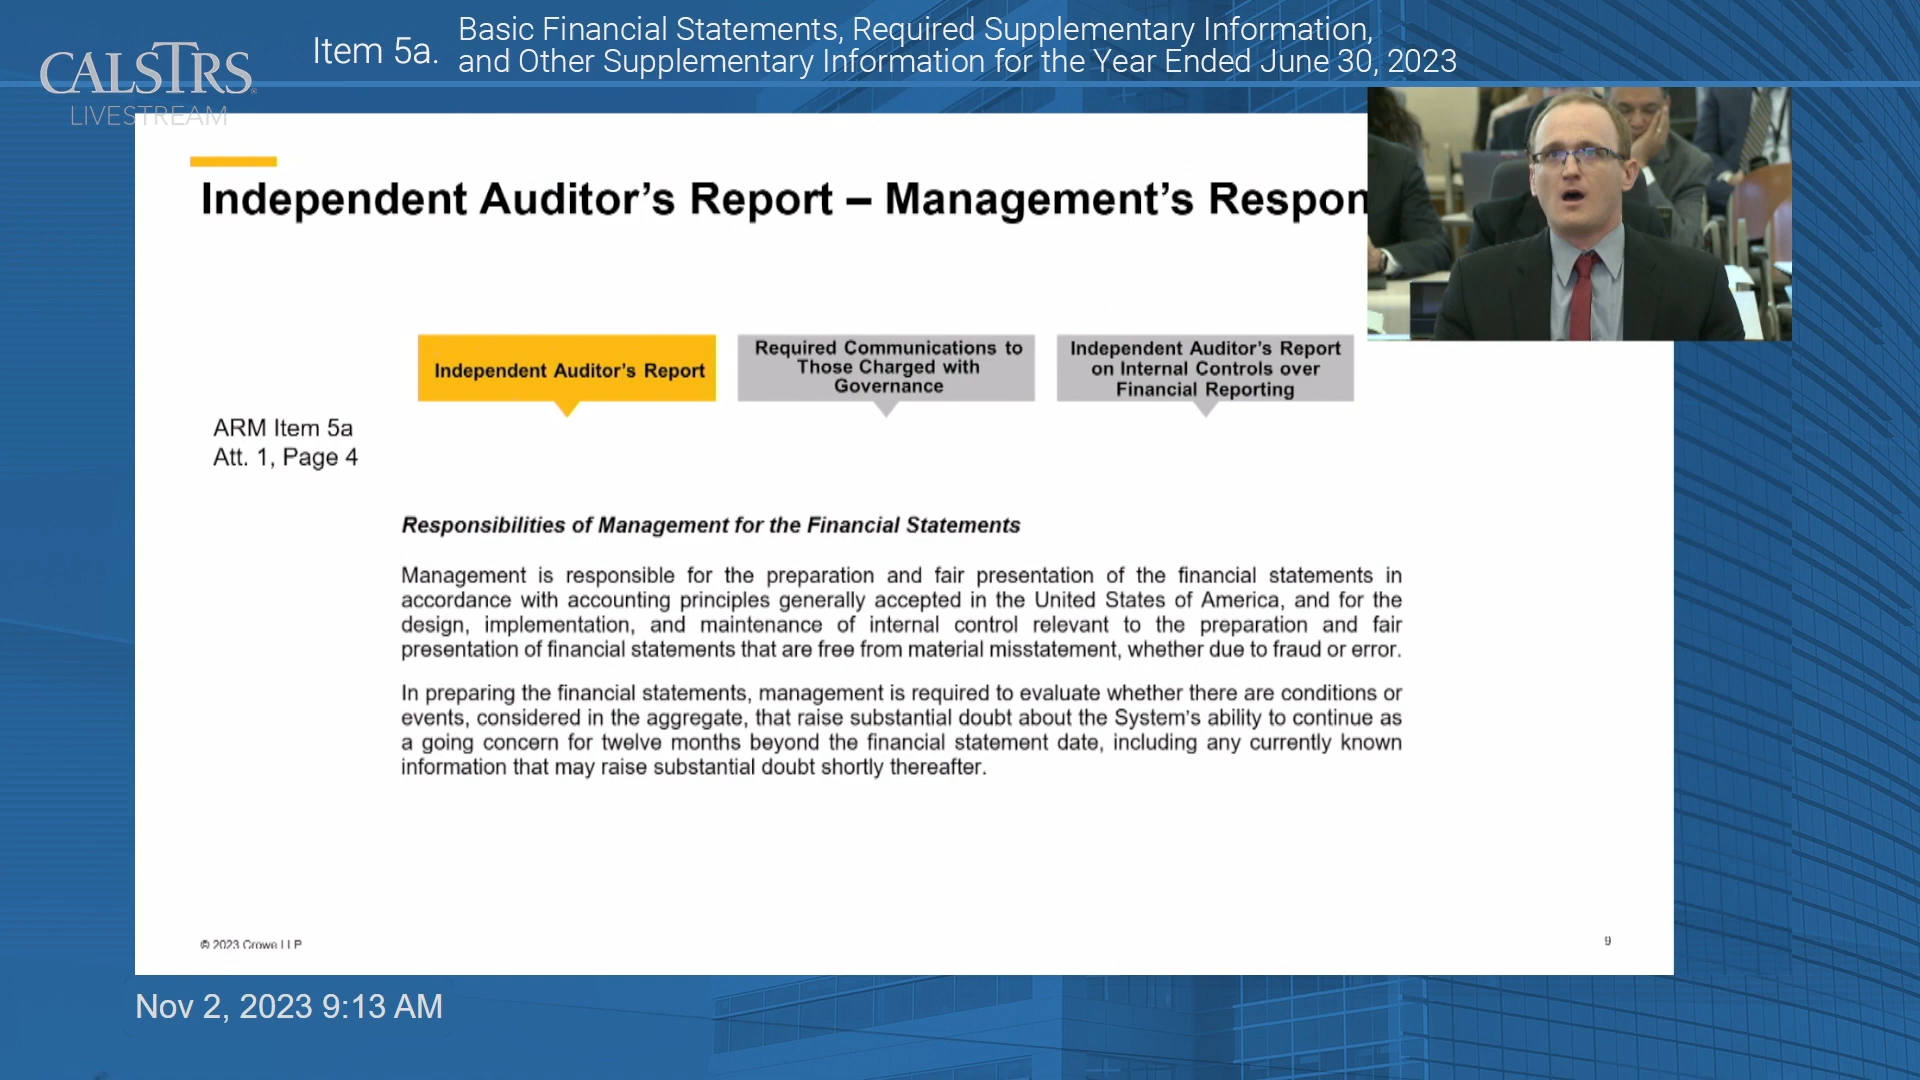 CALSTRS
LIVESTREAM
Item 5a.
Basic Financial Statements, Required Supplementary Information,
and Other Supplementary Information for the Year Ended June 30, 2023
Independent Auditor’s Report – Management’s Respon
Independent Auditor’s Report
Required Communications to
Those Charged with
Governance
Independent Auditor’s Report
on Internal Controls over
Financial Reporting
ARM Item 5a
Att. 1, Page 4
Responsibilities of Management for the Financial Statements
Management is responsible for the preparation and fair presentation of the financial statements in
accordance with accounting principles generally accepted in the United States of America, and for the
design, implementation, and maintenance of internal control relevant to the preparation and fair
presentation of financial statements that are free from material misstatement, whether due to fraud or error.
In preparing the financial statements, management is required to evaluate whether there are conditions or
events, considered in the aggregate, that raise substantial doubt about the System’s ability to continue as
a going concern for twelve months beyond the financial statement date, including any currently known
information that may raise substantial doubt shortly thereafter.
© 2023 Crowe LLP
9
Nov 2, 2023 9:13 AM